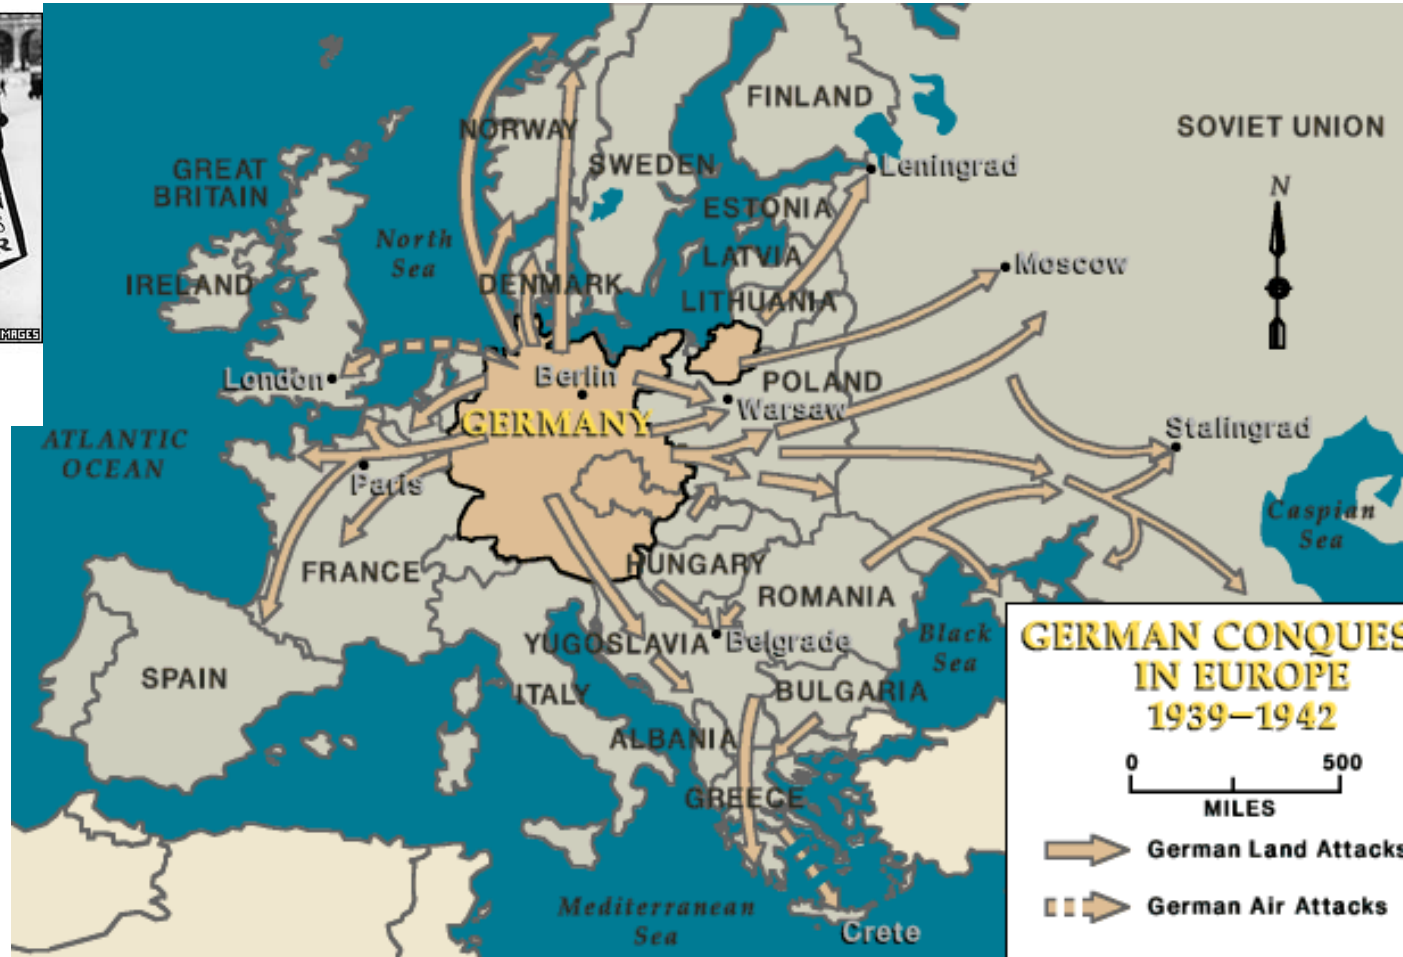 FINLAND
SOVIET UNION
NORWAY
GREAT
BRITAIN
SWEDEN
Leningrad
N
ESTONIA
North
Sea
LATVIA
Moscow
IRELAND
DENMARK
LITHUANIA
MAGES
London
Berlin
POLAND
Warsaw
GERMANY
ATLANTIC
OCEAN
Stalingrad
Paris
Caspian
Sea
FRANCE
HUNGARY
ROMANIA
YUGOSLAVIA
Belgrade
Black
Sea
SPAIN
ITALY
BULGARIA
ALBANIA
GREECE
Mediterranean
Sea
Crete
GERMAN CONQUES
IN EUROPE
1939–1942
0 500
MILES
German Land Attacks
German Air Attacks